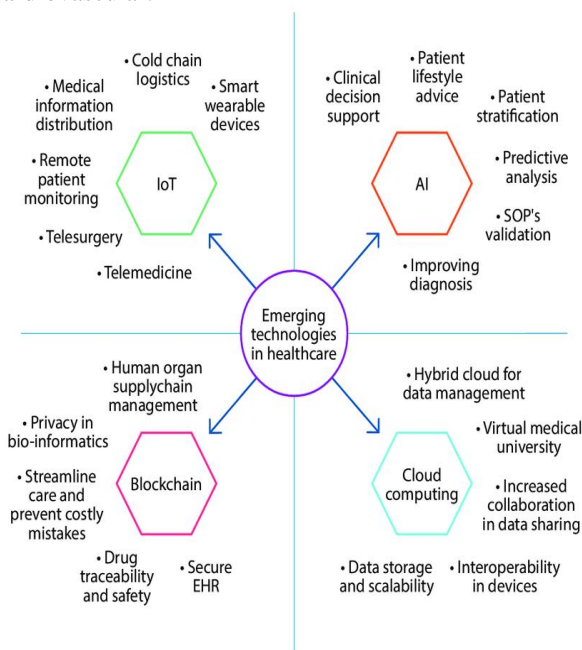 • Cold chain
logistics
• Medical
information
distribution
• Smart
wearable
devices
• Remote
patient
monitoring
IoT
• Telesurgery
• Telemedicine
• Clinical
decision
support
• Patient
lifestyle
advice
• Patient
stratification
• Predictive
analysis
AI
• SOP's
validation
• Improving
diagnosis
Emerging
technologies
in healthcare
• Human organ
supplychain
management
• Privacy in
bio-informatics
• Streamline
care and
prevent costly
mistakes
Blockchain
• Drug
traceability
and safety
• Secure
EHR
• Hybrid cloud for
data management
• Virtual medical
university
Cloud
computing
• Increased
collaboration
in data sharing
• Data storage
and scalability
• Interoperability
in devices